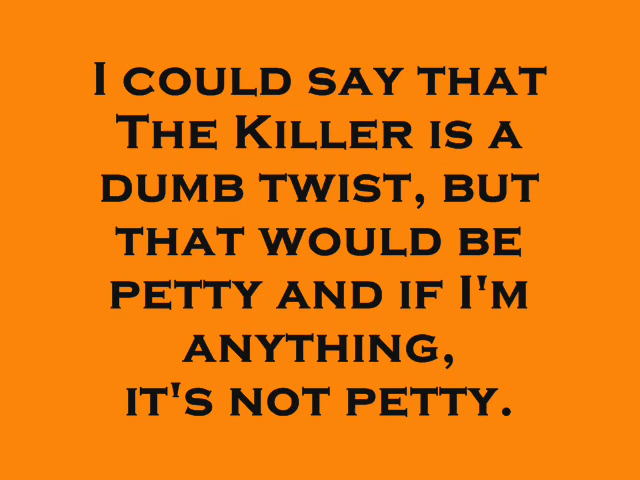 I could say that
The Killer is a
dumb twist, but
that would be
petty and if I'm
anything,
it's not petty.